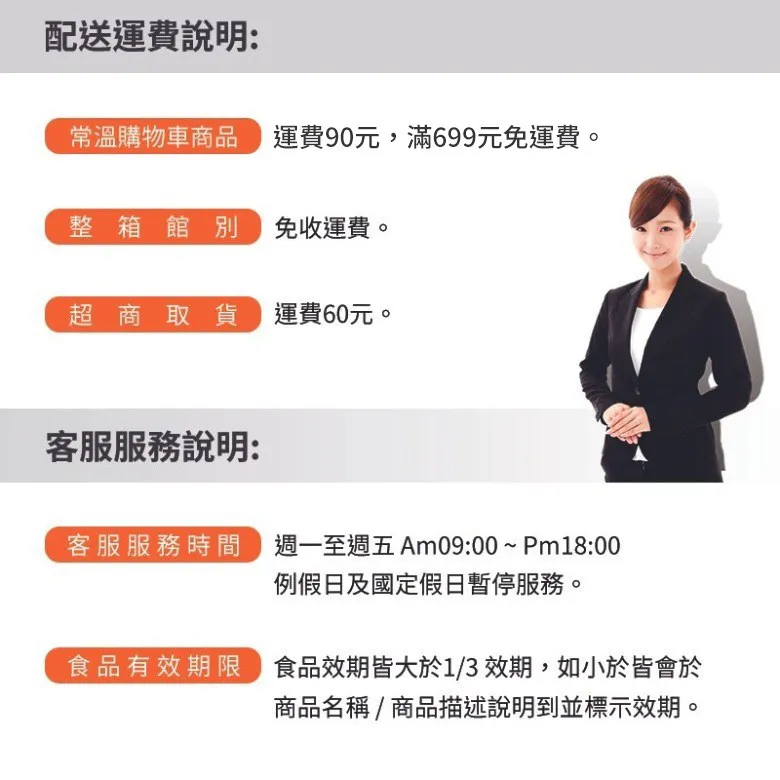 配送運費說明:
常溫購物車商品 運費90元,滿699元免運費。
整箱館別 免收運費。
超商取貨 運費60元。
客服服務說明:
客服服務時間 週一至週五 Am09:00 ~ Pm18:00
例假日及國定假日暫停服務。
食品有效期限 食品效期皆大於1/3 效期,如小於皆會於
商品名稱 / 商品描述說明到並標示效期。